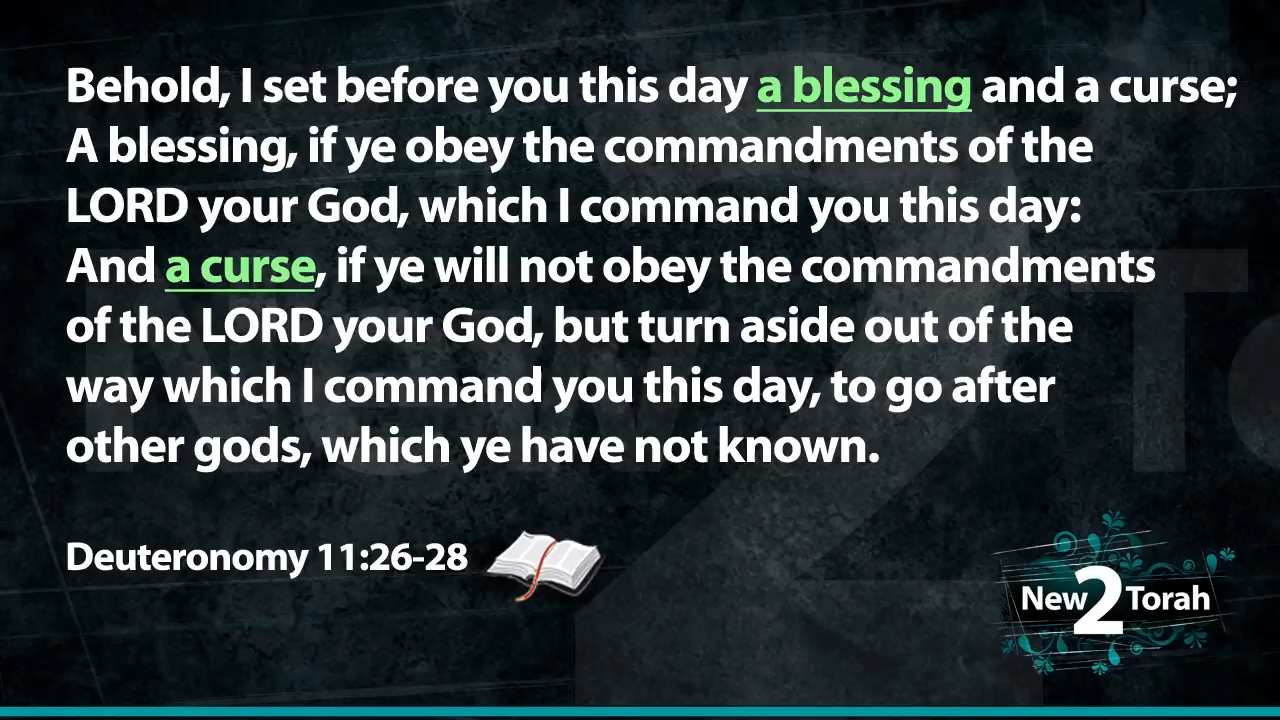 Behold, I set before you this day a blessing and a curse;
A blessing, if ye obey the commandments of the
LORD your God, which I command you this day:
And a curse, if ye will not obey the commandments
of the LORD your God, but turn aside out of the
way which I command you this day, to go after
other gods, which ye have not known.
Deuteronomy 11:26-28
New2Torah